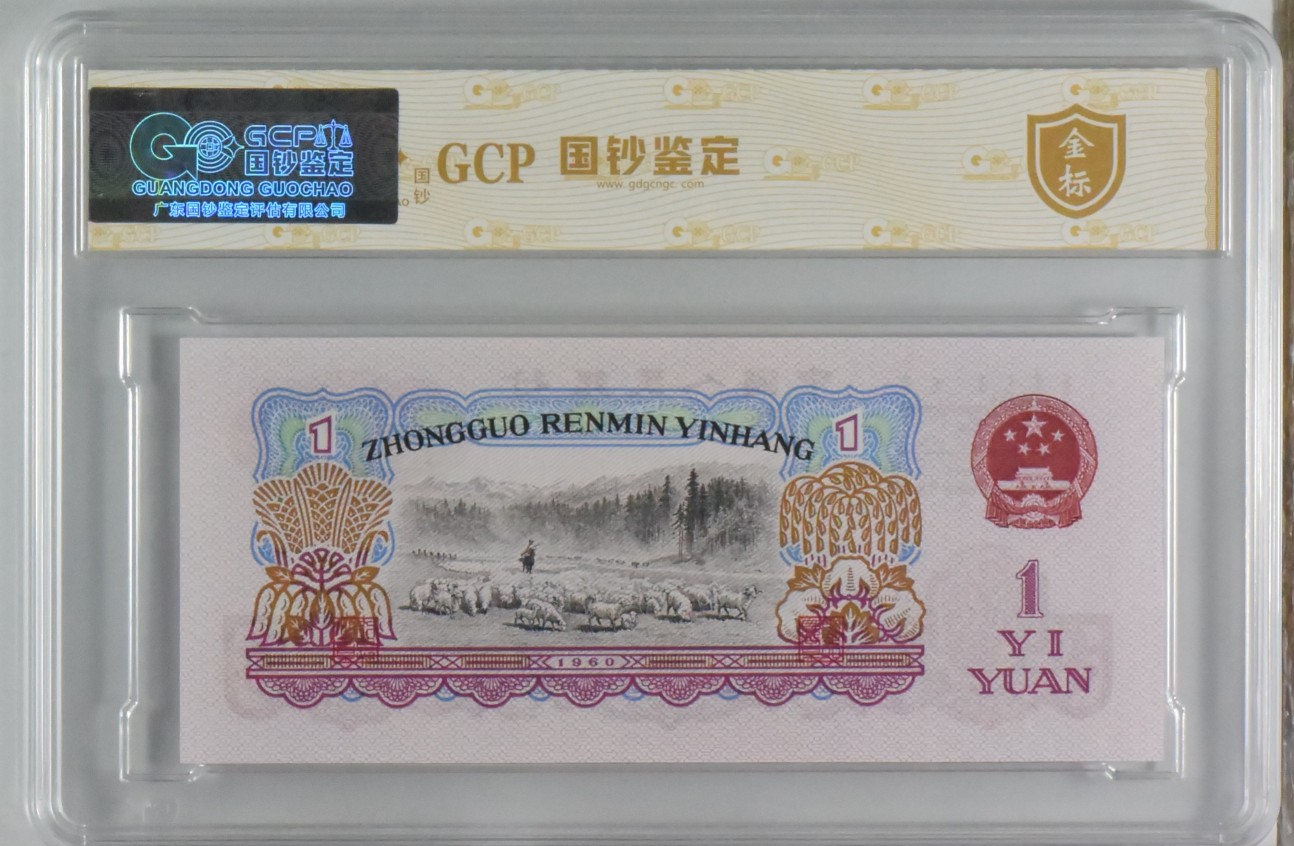 GCP
国钞鉴定
GUANGDONG GUOCHAO
广东国钞鉴定评估有限公司
国钞
GCP 国钞鉴定
www.gdgcngc.com
金标
1 ZHONGGUO RENMIN YINHANG 1
1960
1
YI
YUAN